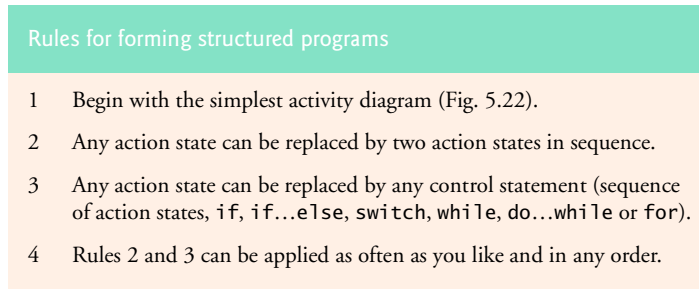 Rules for forming structured programs
1 Begin with the simplest activity diagram (Fig. 5.22).
2 Any action state can be replaced by two action states in sequence.
3 Any action state can be replaced by any control statement (sequence
of action states, if, if...else, switch, while, do...while or for).
4 Rules 2 and 3 can be applied as often as you like and in any order.